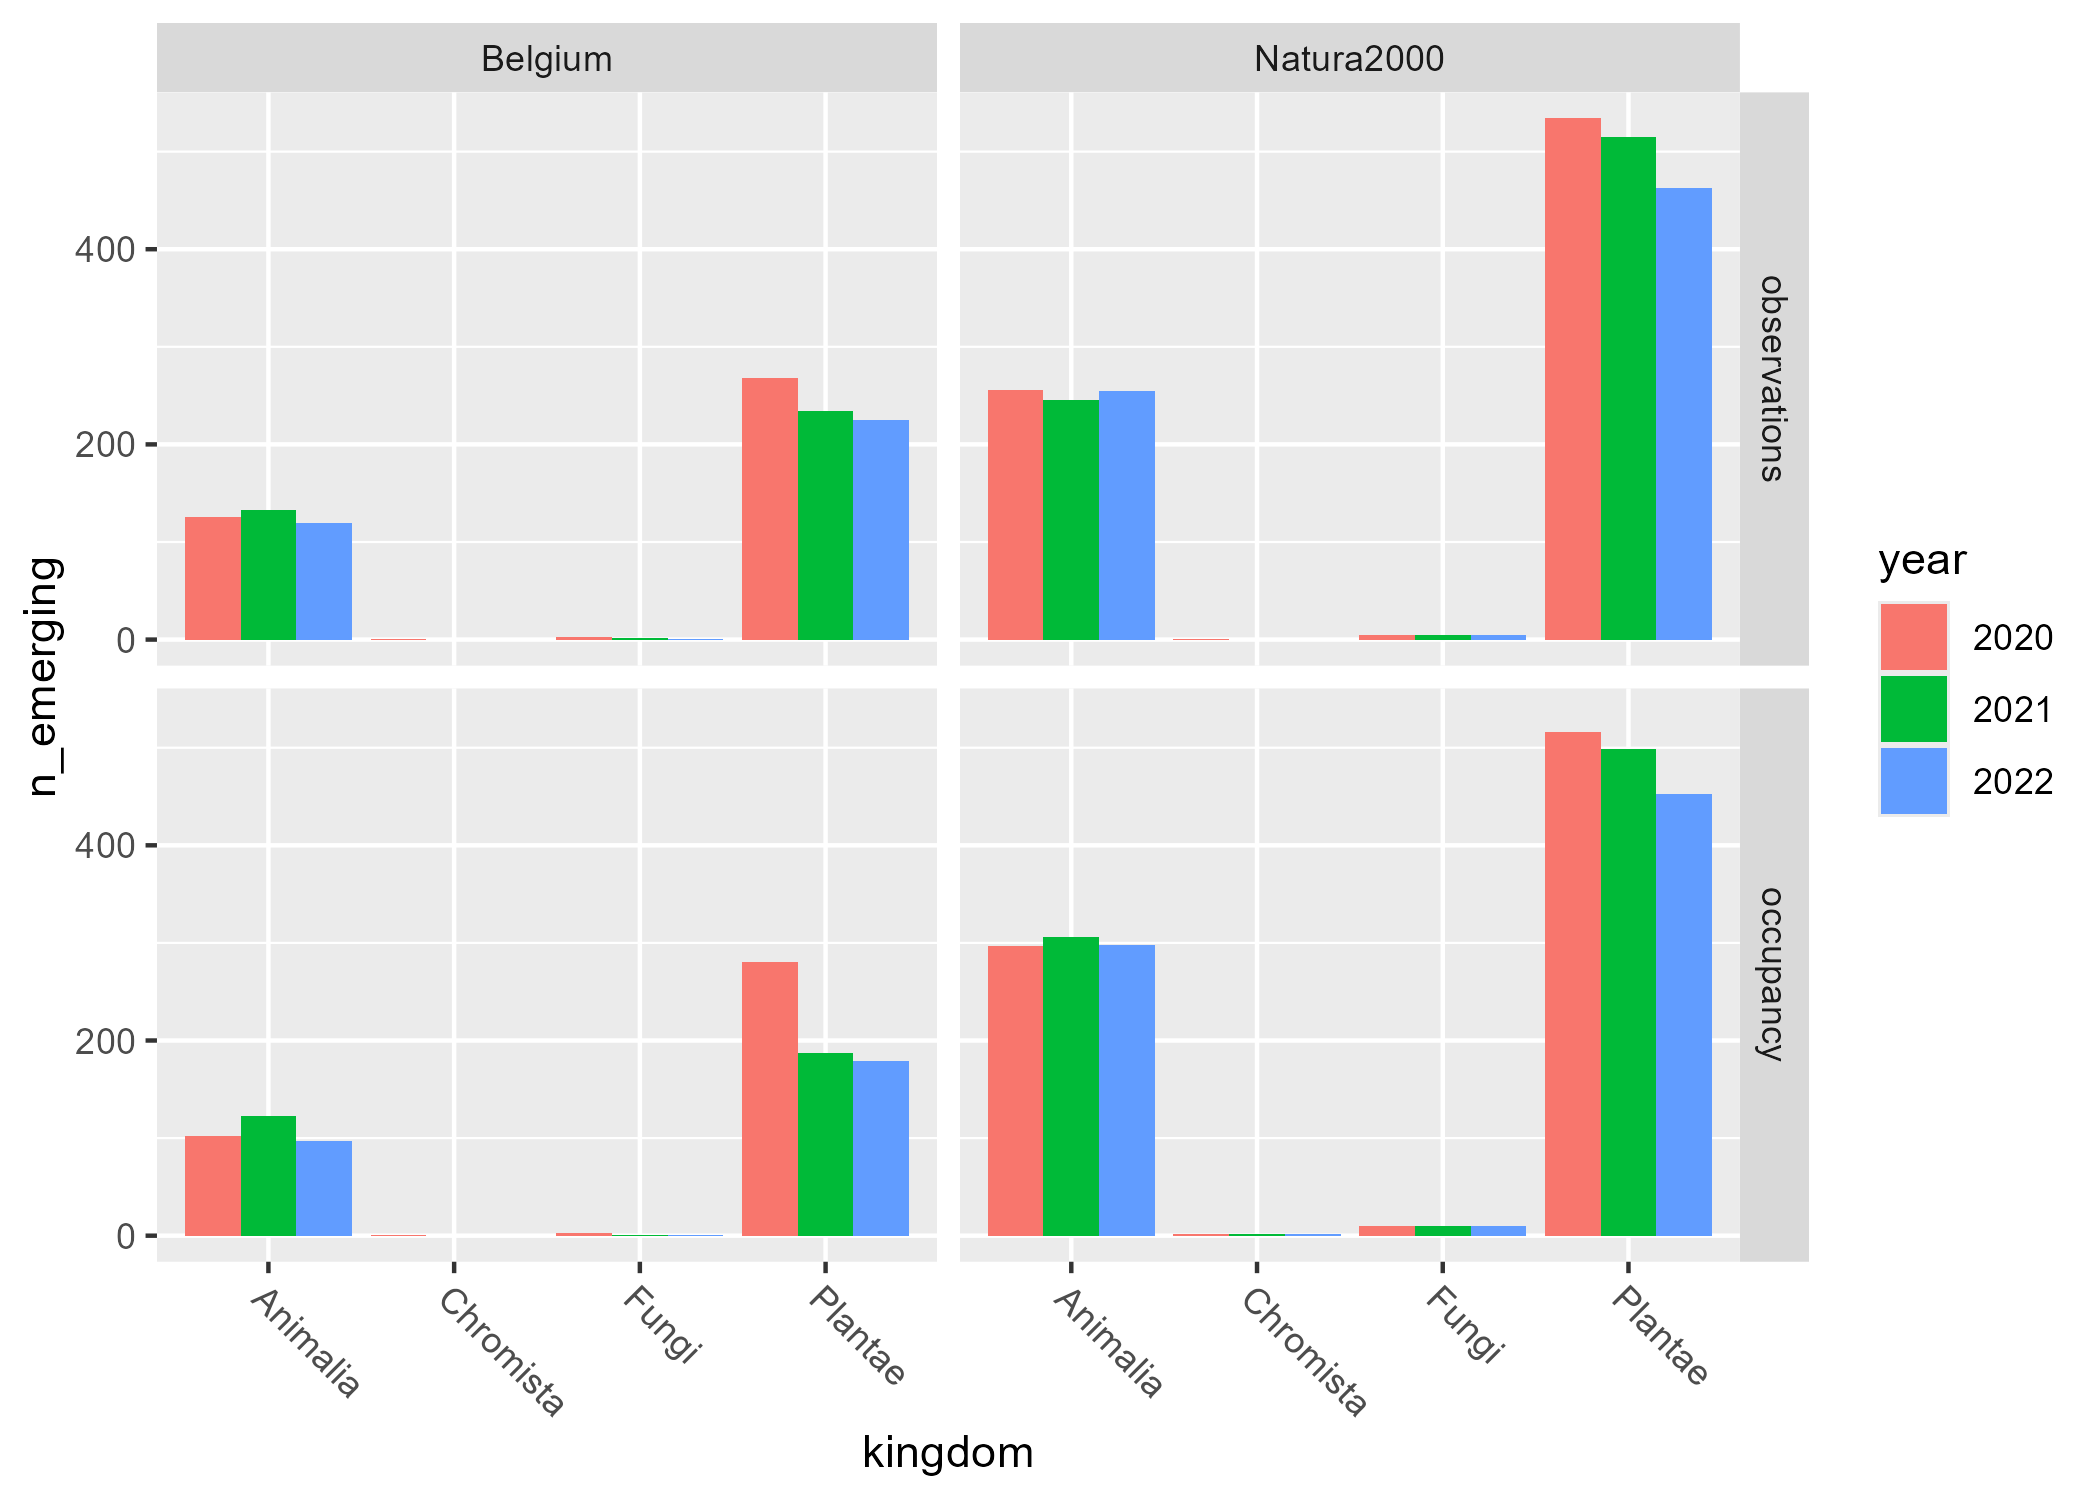 Belgium
Natura2000
observations
occupancy
n_emerging
400
200
0
400
200
0
Animalia
Chromista
Fungi
Plantae
Animalia
Chromista
Fungi
Plantae
kingdom
year
2020
2021
2022